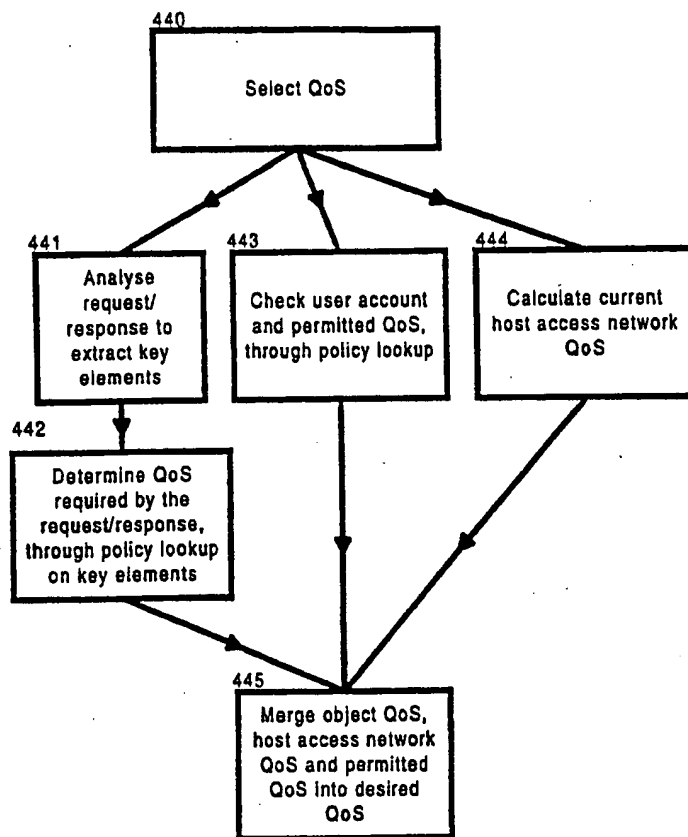 440
Select QoS
441
Analyse
request/
response to
extract key
elements
443
Check user account
and permitted QoS,
through policy lookup
444
Calculate current
host access network
QoS
442
Determine QoS
required by the
request/response,
through policy lookup
on key elements
445
Merge object QoS,
host access network
QoS and permitted
QoS into desired
QoS